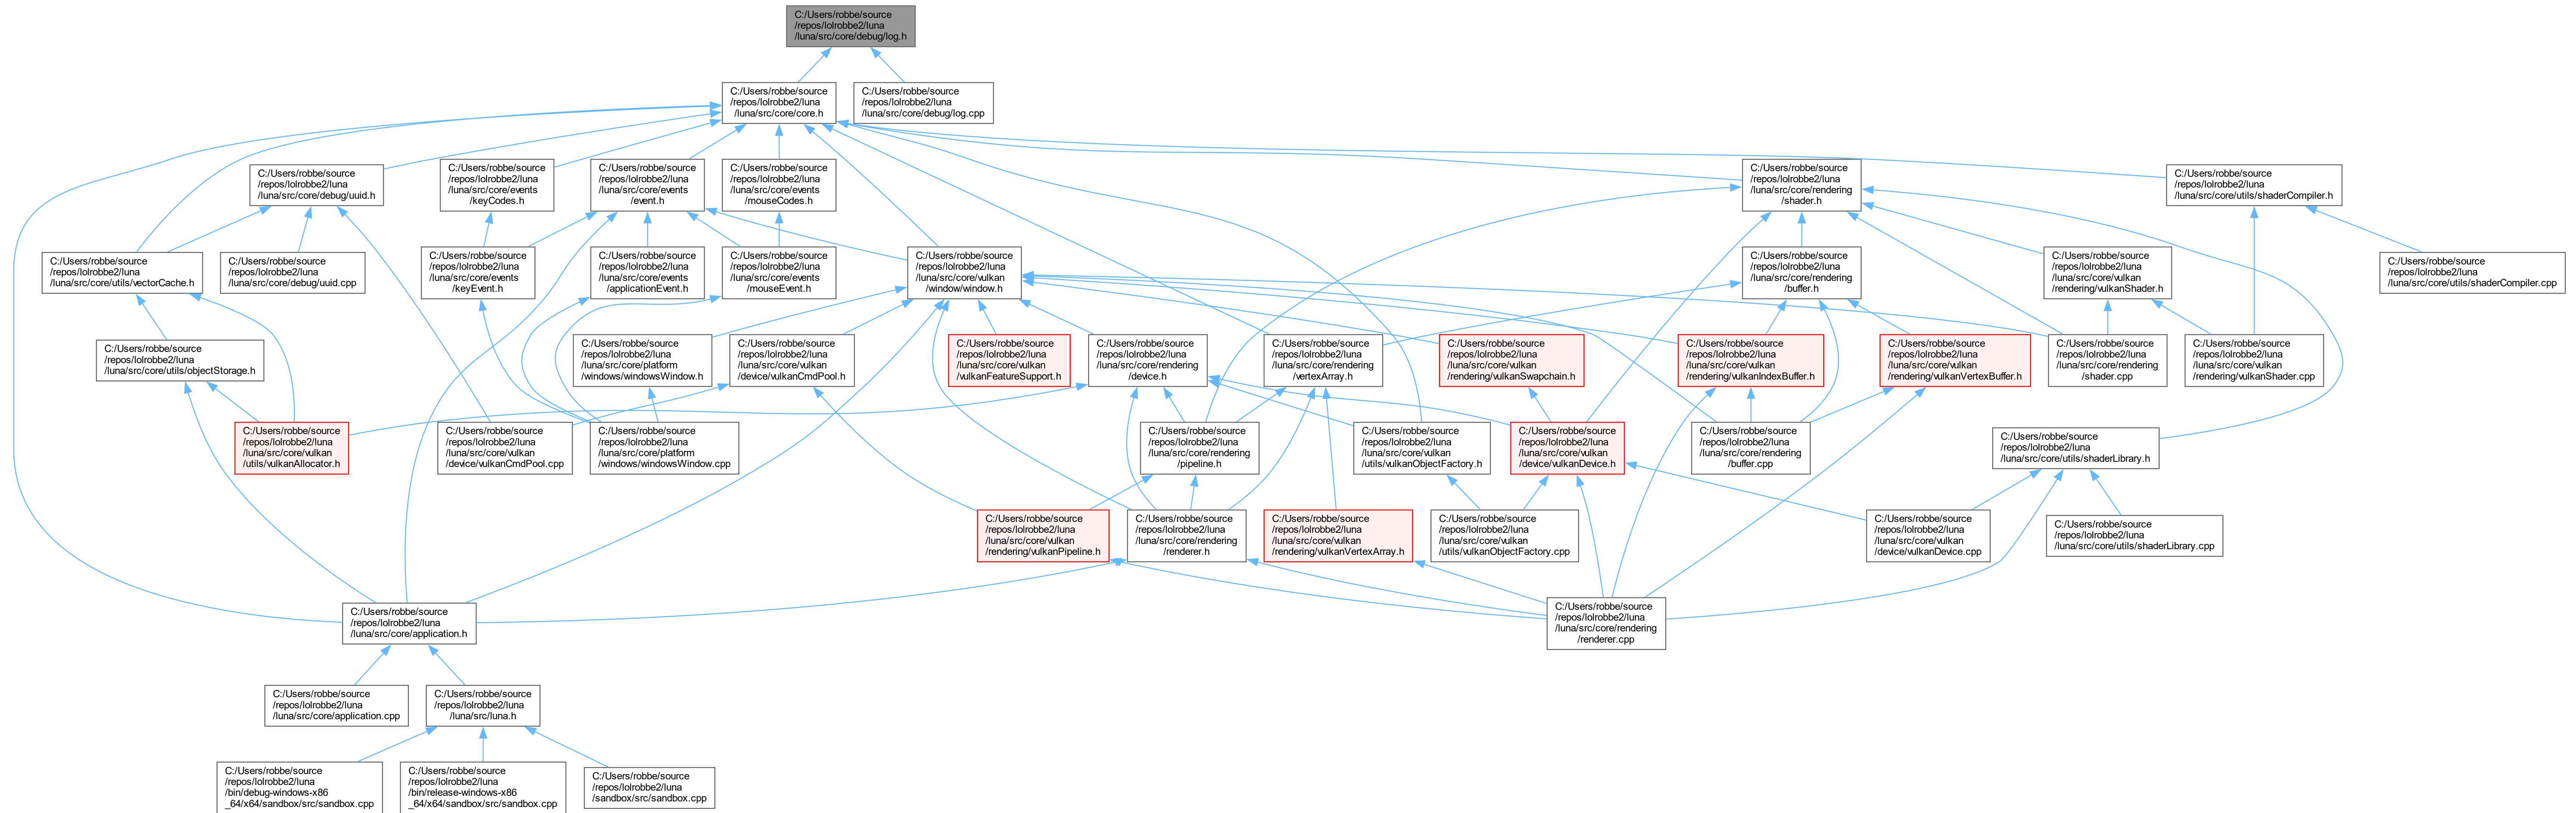 C:/Users/robbe/source
/repos/lolrobbe2/luna
/luna/src/core/debug/log.h
C:/Users/robbe/source
/repos/lolrobbe2/luna
/luna/src/core/core.h
C:/Users/robbe/source
/repos/lolrobbe2/luna
/luna/src/core/debug/log.cpp
C:/Users/robbe/source
/repos/lolrobbe2/luna
/luna/src/core/debug/uuid.h
C:/Users/robbe/source
/repos/lolrobbe2/luna
/luna/src/core/events
/keyCodes.h
C:/Users/robbe/source
/repos/lolrobbe2/luna
/luna/src/core/events
/event.h
C:/Users/robbe/source
/repos/lolrobbe2/luna
/luna/src/core/events
/mouseCodes.h
C:/Users/robbe/source
/repos/lolrobbe2/luna
/luna/src/core/rendering
/shader.h
C:/Users/robbe/source
/repos/lolrobbe2/luna
/luna/src/core/utils/shaderCompiler.h
C:/Users/robbe/source
/repos/lolrobbe2/luna
/luna/src/core/utils/vectorCache.h
C:/Users/robbe/source
/repos/lolrobbe2/luna
/luna/src/core/debug/uuid.cpp
C:/Users/robbe/source
/repos/lolrobbe2/luna
/luna/src/core/events
/keyEvent.h
C:/Users/robbe/source
/repos/lolrobbe2/luna
/luna/src/core/events
/applicationEvent.h
C:/Users/robbe/source
/repos/lolrobbe2/luna
/luna/src/core/events
/mouseEvent.h
C:/Users/robbe/source
/repos/lolrobbe2/luna
/luna/src/core/vulkan
/window/window.h
C:/Users/robbe/source
/repos/lolrobbe2/luna
/luna/src/core/rendering
/buffer.h
C:/Users/robbe/source
/repos/lolrobbe2/luna
/luna/src/core/vulkan
/rendering/vulkanShader.h
C:/Users/robbe/source
/repos/lolrobbe2/luna
/luna/src/core/utils/shaderCompiler.cpp
C:/Users/robbe/source
/repos/lolrobbe2/luna
/luna/src/core/utils/objectStorage.h
C:/Users/robbe/source
/repos/lolrobbe2/luna
/luna/src/core/platform
/windows/windowsWindow.h
C:/Users/robbe/source
/repos/lolrobbe2/luna
/luna/src/core/vulkan
/device/vulkanCmdPool.h
C:/Users/robbe/source
/repos/lolrobbe2/luna
/luna/src/core/vulkan
/vulkanFeatureSupport.h
C:/Users/robbe/source
/repos/lolrobbe2/luna
/luna/src/core/rendering
/device.h
C:/Users/robbe/source
/repos/lolrobbe2/luna
/luna/src/core/rendering
/vertexArray.h
C:/Users/robbe/source
/repos/lolrobbe2/luna
/luna/src/core/vulkan
/rendering/vulkanSwapchain.h
C:/Users/robbe/source
/repos/lolrobbe2/luna
/luna/src/core/vulkan
/rendering/vulkanIndexBuffer.h
C:/Users/robbe/source
/repos/lolrobbe2/luna
/luna/src/core/vulkan
/rendering/vulkanVertexBuffer.h
C:/Users/robbe/source
/repos/lolrobbe2/luna
/luna/src/core/rendering
/shader.cpp
C:/Users/robbe/source
/repos/lolrobbe2/luna
/luna/src/core/vulkan
/rendering/vulkanShader.cpp
C:/Users/robbe/source
/repos/lolrobbe2/luna
/luna/src/core/vulkan
/utils/vulkanAllocator.h
C:/Users/robbe/source
/repos/lolrobbe2/luna
/luna/src/core/vulkan
/device/vulkanCmdPool.cpp
C:/Users/robbe/source
/repos/lolrobbe2/luna
/luna/src/core/platform
/windows/windowsWindow.cpp
C:/Users/robbe/source
/repos/lolrobbe2/luna
/luna/src/core/rendering
/pipeline.h
C:/Users/robbe/source
/repos/lolrobbe2/luna
/luna/src/core/vulkan
/utils/vulkanObjectFactory.h
C:/Users/robbe/source
/repos/lolrobbe2/luna
/luna/src/core/vulkan
/device/vulkanDevice.h
C:/Users/robbe/source
/repos/lolrobbe2/luna
/luna/src/core/rendering
/buffer.cpp
C:/Users/robbe/source
/repos/lolrobbe2/luna
/luna/src/core/utils/shaderLibrary.h
C:/Users/robbe/source
/repos/lolrobbe2/luna
/luna/src/core/vulkan
/rendering/vulkanPipeline.h
C:/Users/robbe/source
/repos/lolrobbe2/luna
/luna/src/core/rendering
/renderer.h
C:/Users/robbe/source
/repos/lolrobbe2/luna
/luna/src/core/vulkan
/rendering/vulkanVertexArray.h
C:/Users/robbe/source
/repos/lolrobbe2/luna
/luna/src/core/vulkan
/utils/vulkanObjectFactory.cpp
C:/Users/robbe/source
/repos/lolrobbe2/luna
/luna/src/core/vulkan
/device/vulkanDevice.cpp
C:/Users/robbe/source
/repos/lolrobbe2/luna
/luna/src/core/utils/shaderLibrary.cpp
C:/Users/robbe/source
/repos/lolrobbe2/luna
/luna/src/core/application.h
C:/Users/robbe/source
/repos/lolrobbe2/luna
/luna/src/core/rendering
/renderer.cpp
C:/Users/robbe/source
/repos/lolrobbe2/luna
/luna/src/core/application.cpp
C:/Users/robbe/source
/repos/lolrobbe2/luna
/luna/src/luna.h
C:/Users/robbe/source
/repos/lolrobbe2/luna
/bin/debug-windows-x86
_64/x64/sandbox/src/sandbox.cpp
C:/Users/robbe/source
/repos/lolrobbe2/luna
/bin/release-windows-x86
_64/x64/sandbox/src/sandbox.cpp
C:/Users/robbe/source
/repos/lolrobbe2/luna
/sandbox/src/sandbox.cpp